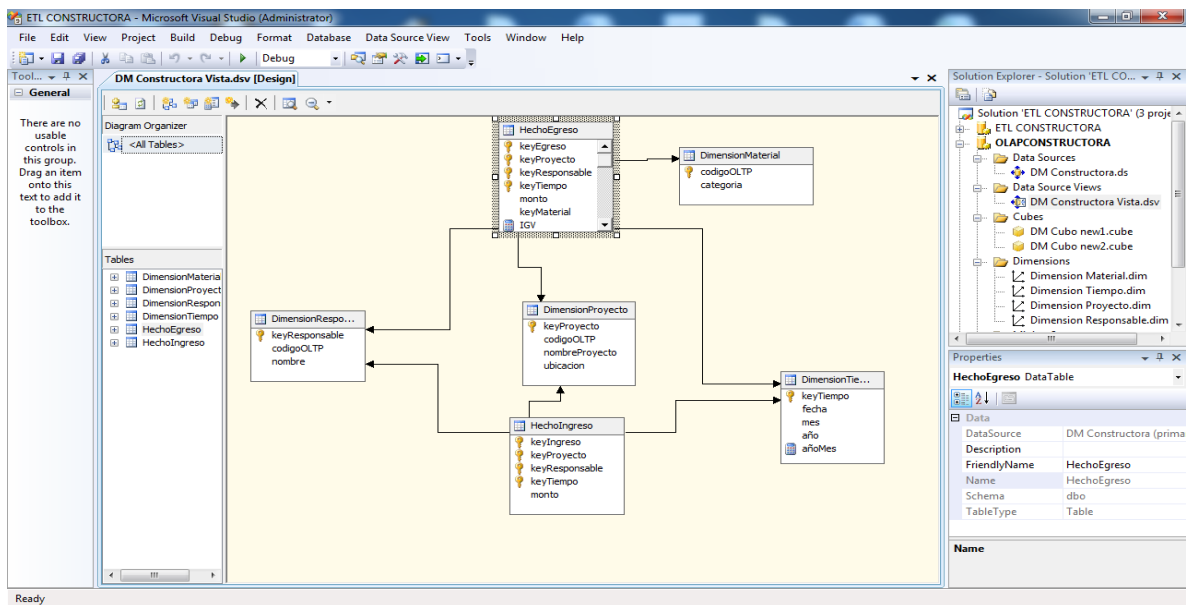 ETL CONSTRUCTORA - Microsoft Visual Studio (Administrator)
File Edit View Project Build Debug Format Database Data Source View Tools Window Help
Debug
Tool...
General
There are no
usable
controls in
this group.
Drag an item
onto this
text to add it
to the
toolbox.
DM Constructora Vista.dsv [Design]
Diagram Organizer
<All Tables>
Tables
DimensionMateria
DimensionProyect
DimensionRespon
DimensionTiempo
HechoEgreso
HechoIngreso
HechoEgreso
keyEgreso
keyProyecto
keyResponsable
keyTiempo
monto
keyMaterial
IGV
DimensionMaterial
codigoOLTP
categoria
DimensionRespo...
keyResponsable
codigoOLTP
nombre
DimensionProyecto
keyProyecto
codigoOLTP
nombreProyecto
ubicacion
DimensionTie...
keyTiempo
fecha
mes
año
añoMes
HechoIngreso
keyIngreso
keyProyecto
keyResponsable
keyTiempo
monto
Solution Explorer - Solution 'ETL CO...
Solution 'ETL CONSTRUCTORA' (3 proje
ETL CONSTRUCTORA
OLAPCONSTRUCTORA
Data Sources
DM Constructora.ds
Data Source Views
DM Constructora Vista.dsv
Cubes
DM Cubo new1.cube
DM Cubo new2.cube
Dimensions
Dimension Material.dim
Dimension Tiempo.dim
Dimension Proyecto.dim
Dimension Responsable.dim
Properties
HechoEgreso DataTable
Data
DataSource DM Constructora (prima
Description
FriendlyName HechoEgreso
Name HechoEgreso
Schema dbo
TableType Table
Name
Ready